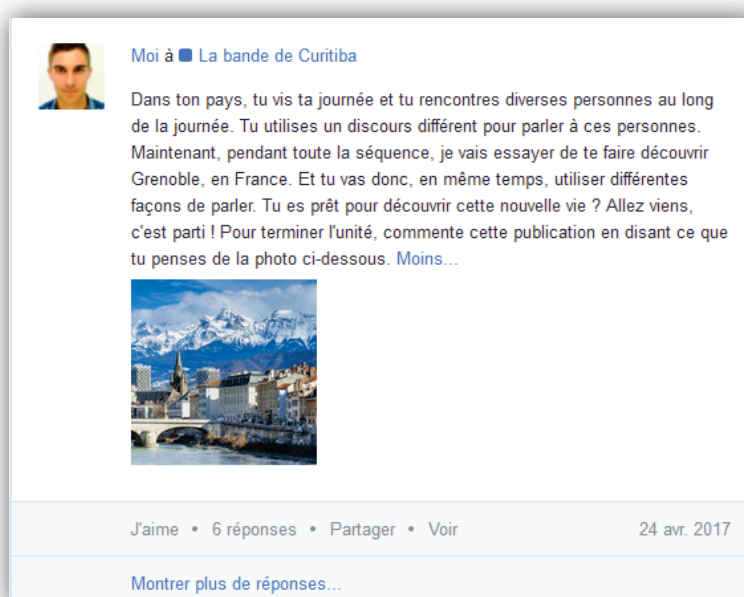 Moi à La bande de Curitiba
Dans ton pays, tu vis ta journée et tu rencontres diverses personnes au long
de la journée. Tu utilises un discours différent pour parler à ces personnes.
Maintenant, pendant toute la séquence, je vais essayer de te faire découvrir
Grenoble, en France. Et tu vas donc, en même temps, utiliser différentes
façons de parler. Tu es prêt pour découvrir cette nouvelle vie ? Allez viens,
c'est parti ! Pour terminer l'unité, commente cette publication en disant ce que
tu penses de la photo ci-dessous. Moins...
J'aime • 6 réponses • Partager • Voir 24 avr. 2017
Montrer plus de réponses...